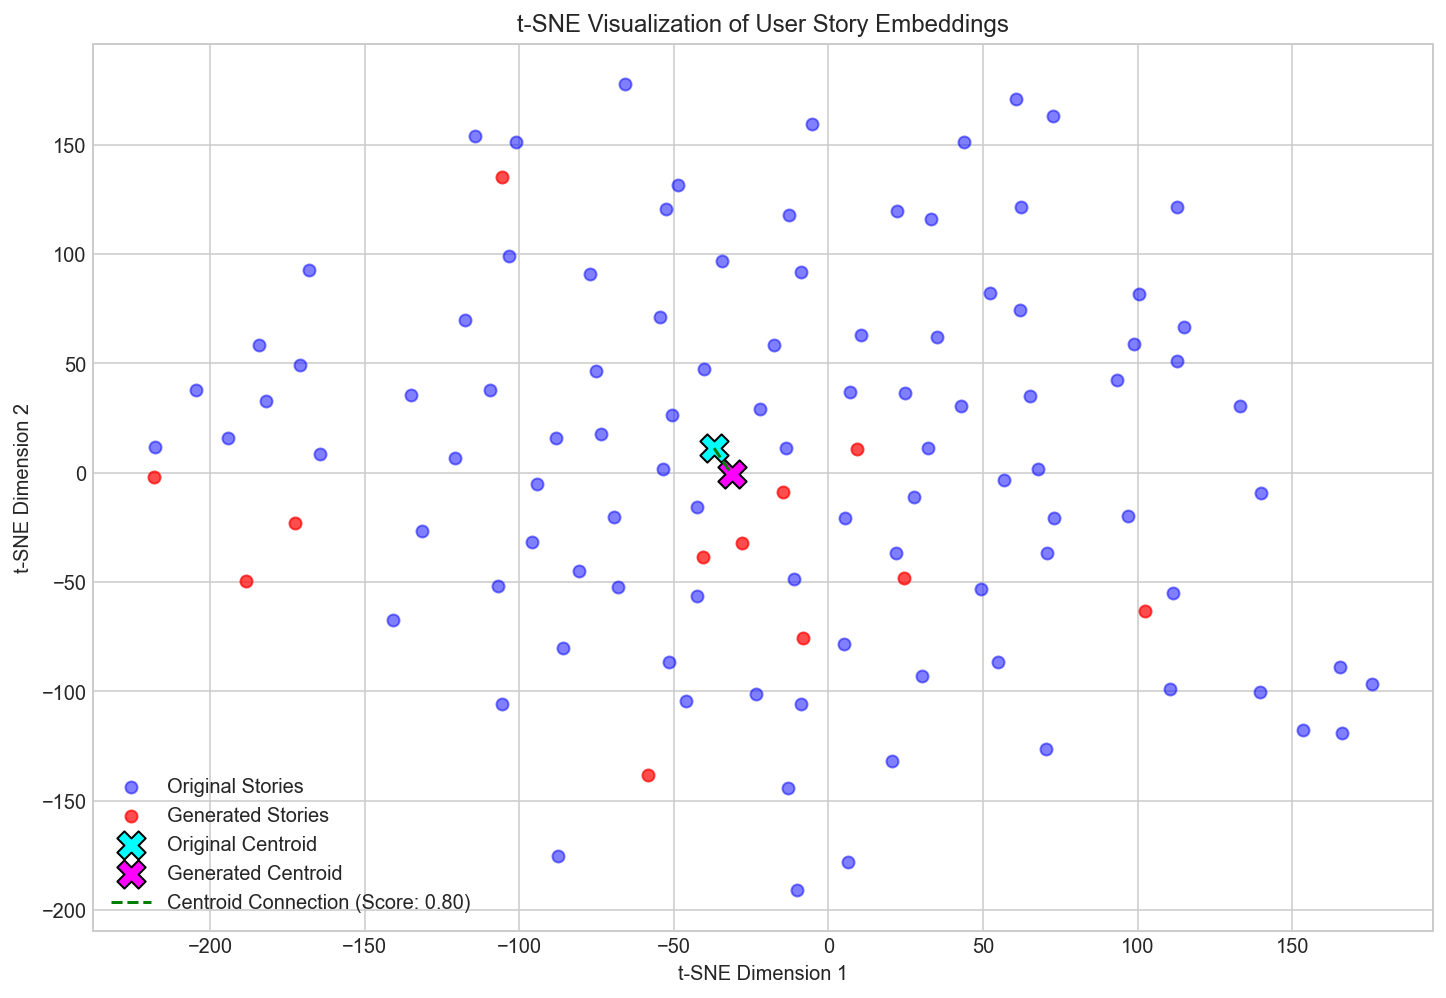 t-SNE Visualization of User Story Embeddings
t-SNE Dimension 2
150
100
50
0
−50
−100
−150
−200
Original Stories
Generated Stories
Original Centroid
Generated Centroid
Centroid Connection (Score: 0.80)
−200 −150 −100 −50 0 50 100 150
t-SNE Dimension 1